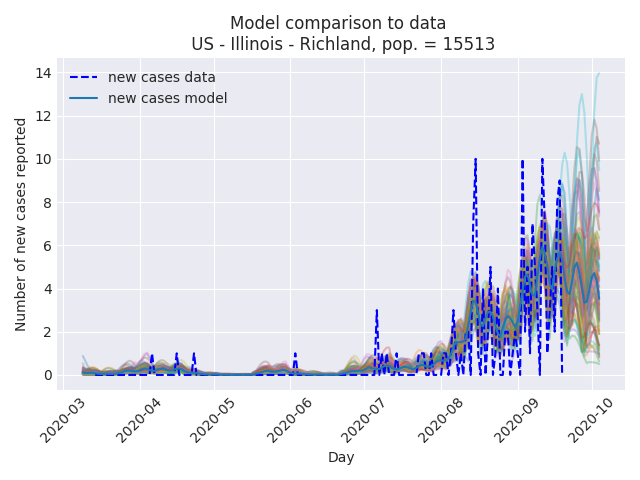 Model comparison to data
US - Illinois - Richland, pop. = 15513
new cases data
new cases model
Number of new cases reported
14
12
10
8
6
4
2
0
2020-03
2020-04
2020-05
2020-06
2020-07
2020-08
2020-09
2020-10
Day